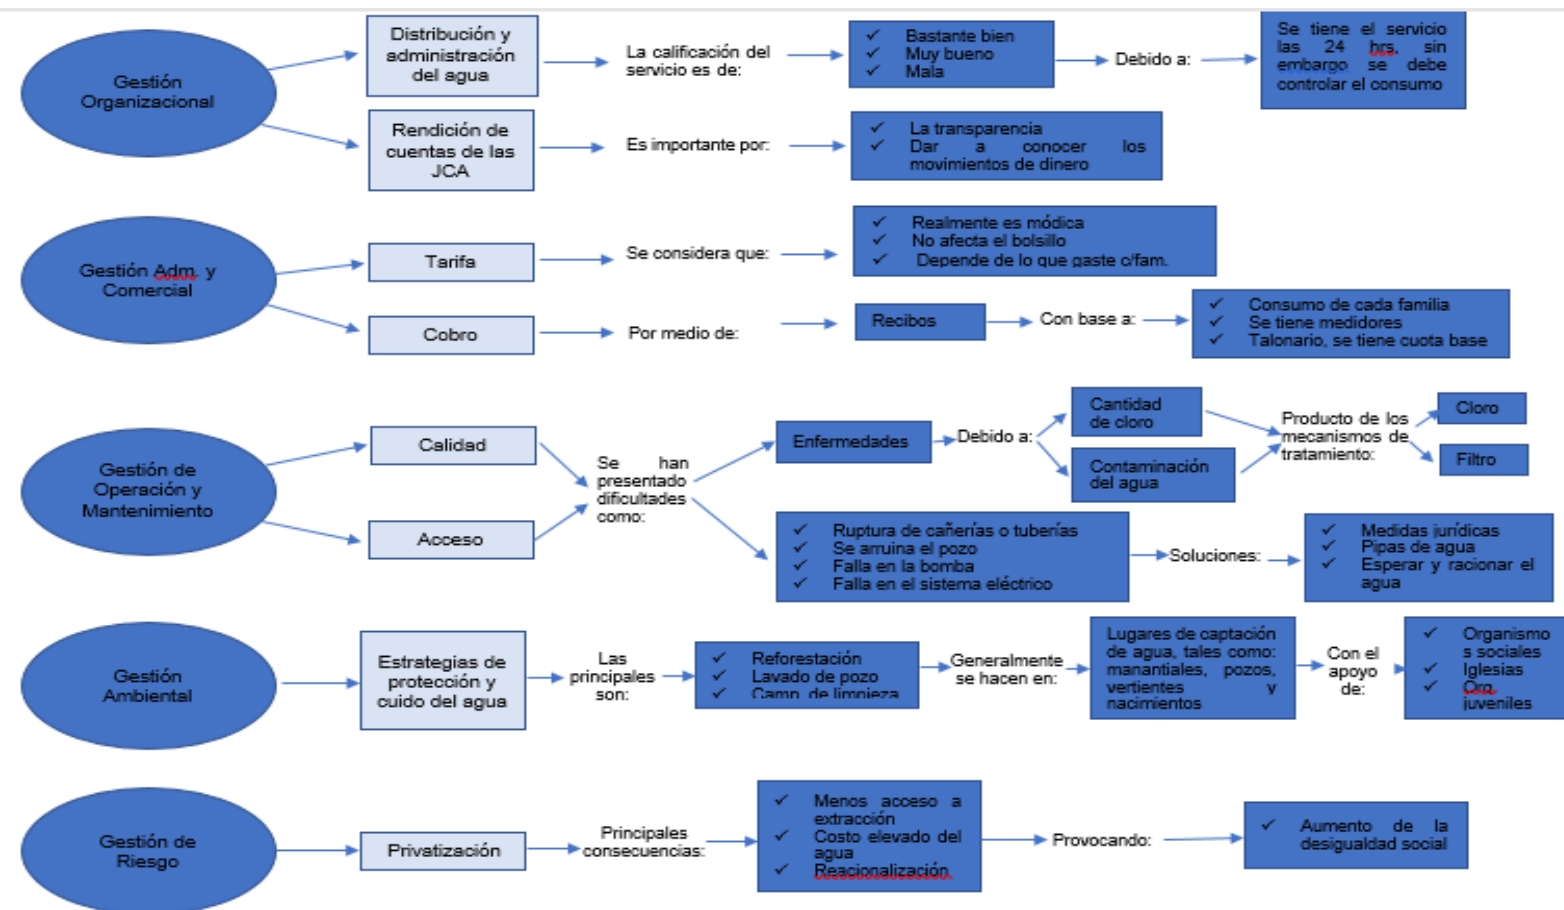 Gestión
Organizacional
Distribución y
administración
del agua
La calificación del
servicio es de:
✓ Bastante bien
✓ Muy bueno
✓ Mala
Debido a:
Se tiene el servicio
las 24 hrs, sin
embargo se debe
controlar el consumo
Rendición de
cuentas de las
JCA
Es importante por:
✓ La transparencia
✓ Dar a conocer los
movimientos de dinero
Gestión Adm. y
Comercial
Tarifa
Se considera que:
✓ Realmente es módica
✓ No afecta el bolsillo
✓ Depende de lo que gaste c/fam.
Cobro
Por medio de:
Recibos
Con base a:
✓ Consumo de cada familia
✓ Se tiene medidores
✓ Talonario, se tiene cuota base
Gestión de
Operación y
Mantenimiento
Calidad
Acceso
Se han
presentado
dificultades
como:
Enfermedades
Debido a:
Cantidad
de cloro
Contaminación
del agua
Producto de los
mecanismos de
tratamiento:
Cloro
Filtro
✓ Ruptura de cañerías o tuberías
✓ Se arruina el pozo
✓ Falla en la bomba
✓ Falla en el sistema eléctrico
Soluciones:
✓ Medidas jurídicas
✓ Pipas de agua
✓ Esperar y racionar el
agua
Gestión
Ambiental
Estrategias de
protección y
cuido del agua
Las
principales
son:
✓ Reforestación
✓ Lavado de pozo
✓ Camp. de limpieza
Generalmente
se hacen en:
Lugares de captación
de agua, tales como:
manantiales, pozos,
vertientes y
nacimientos
Con el
apoyo
de:
✓ Organismo
s sociales
✓ Iglesias
✓ Org.
juveniles
Gestión de
Riesgo
Privatización
Principales
consecuencias:
✓ Menos acceso a
extracción
✓ Costo elevado del
agua
✓ Reacionalización
Provocando:
✓ Aumento de la
desigualdad social